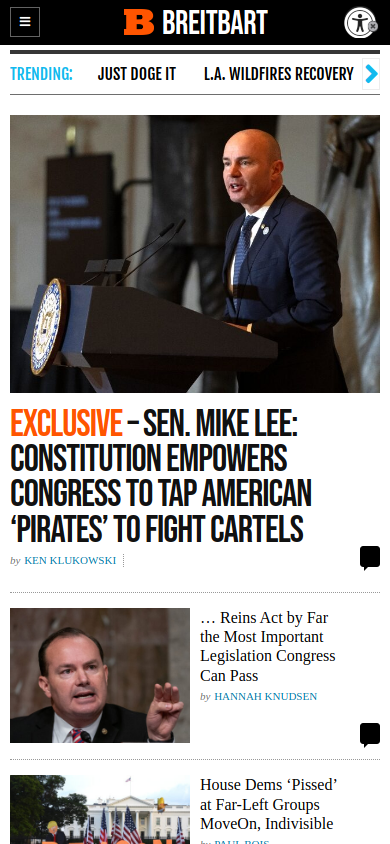 BREITBART
TRENDING:
JUST DOGE IT
L.A. WILDFIRES RECOVERY
EXCLUSIVE – SEN. MIKE LEE:
CONSTITUTION EMPOWERS
CONGRESS TO TAP AMERICAN
‘PIRATES’ TO FIGHT CARTELS
by KEN KLUKOWSKI
… Reins Act by Far
the Most Important
Legislation Congress
Can Pass
by HANNAH KNUDSEN
House Dems ‘Pissed’
at Far-Left Groups
MoveOn, Indivisible
by PAUL BOIS